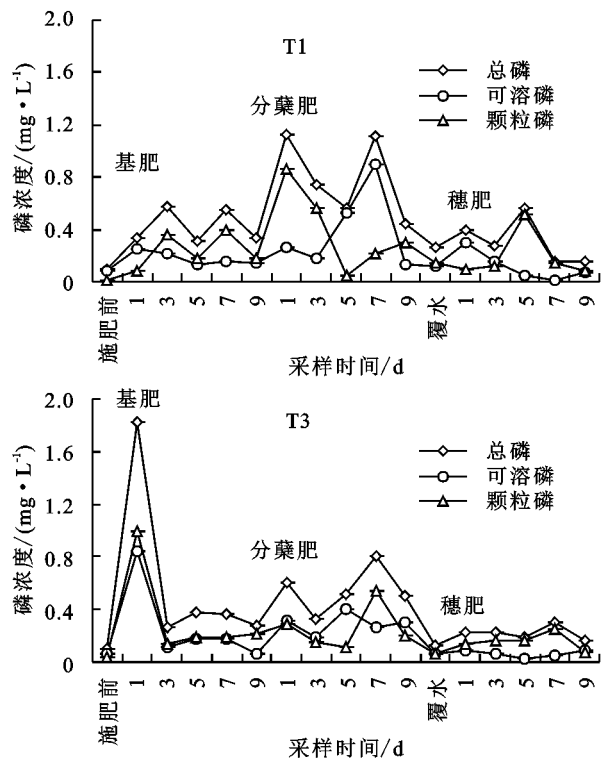 2.0
T1
总磷
1.6
可溶磷
颗粒磷
分蘖肥
1.2
基肥
0.8
穗肥
0.4
0
磷浓度/(mg·L⁻¹)
施肥前 1 3 5 7 9 1 3 5 7 9 覆水 1 3 5 7 9
采样时间/d
基肥
2.0
T3
总磷
1.6
可溶磷
颗粒磷
1.2
分蘖肥
0.8
穗肥
0.4
0
磷浓度/(mg·L⁻¹)
施肥前 1 3 5 7 9 1 3 5 7 9 覆水 1 3 5 7 9
采样时间/d